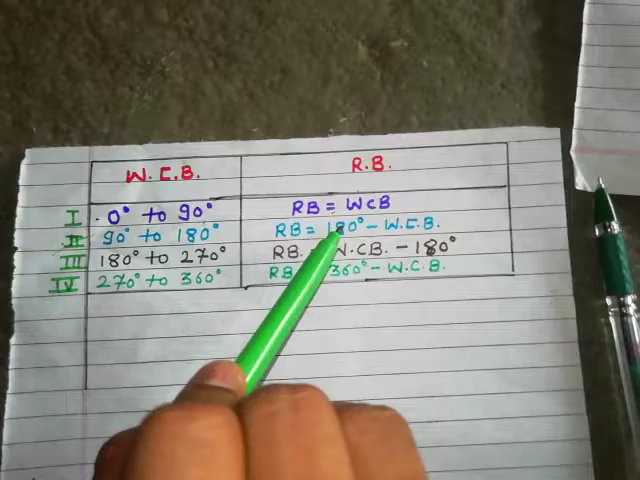 W.C.B. R.B.
I 0° to 90° RB = WCB
II 90° to 180° RB = 180° - W.C.B.
III 180° to 270° RB. W.CB. - 180°
IV 270° to 360° RB 360° - W.C.B.